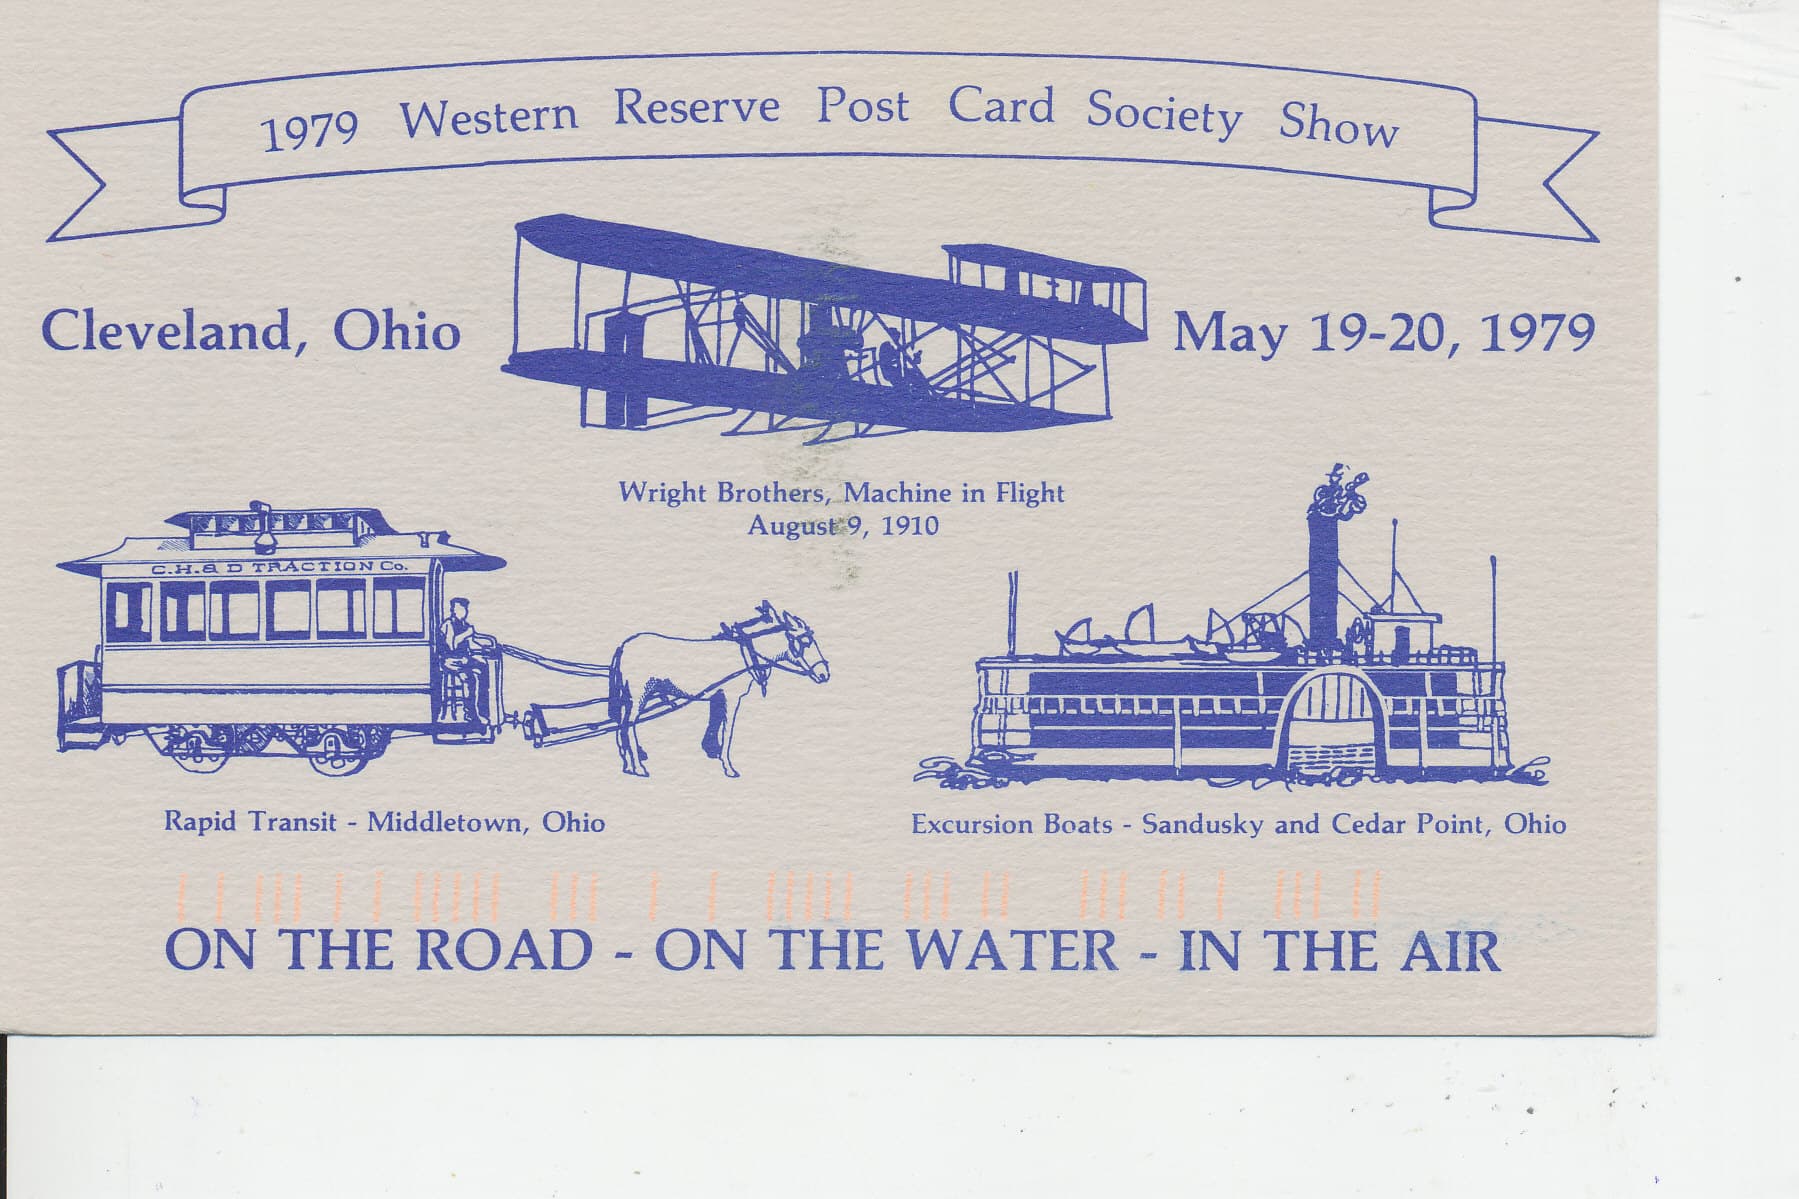 1979 Western Reserve Post Card Society Show
Cleveland, Ohio
May 19-20, 1979
Wright Brothers, Machine in Flight
August 9, 1910
C.H.& D TRACTION Co.
Rapid Transit - Middletown, Ohio
Excursion Boats - Sandusky and Cedar Point, Ohio
ON THE ROAD - ON THE WATER - IN THE AIR